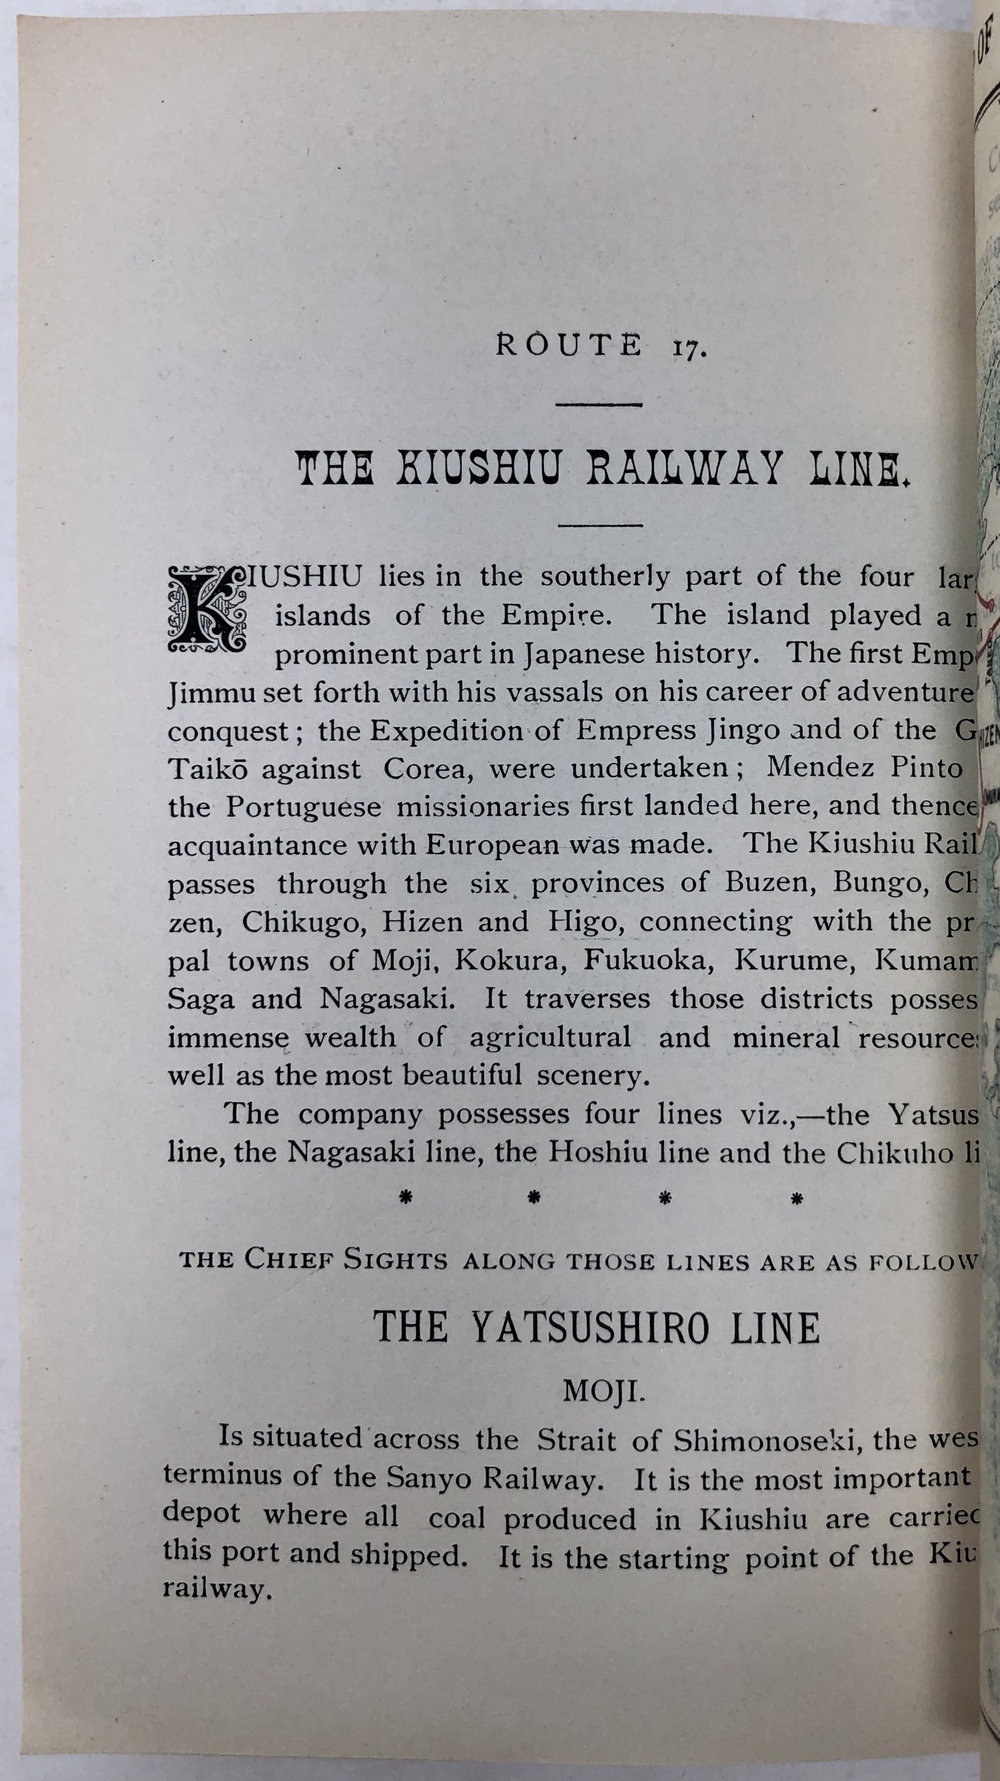 ROUTE 17.
THE KIUSHIU RAILWAY LINE.
KIUSHIU lies in the southerly part of the four lar
islands of the Empire. The island played a
prominent part in Japanese history. The first Emp
Jimmu set forth with his vassals on his career of adventure
conquest; the Expedition of Empress Jingo and of the G
Taikō against Corea, were undertaken; Mendez Pinto
the Portuguese missionaries first landed here, and thence
acquaintance with European was made. The Kiushiu Rail
passes through the six provinces of Buzen, Bungo, Ch
zen, Chikugo, Hizen and Higo, connecting with the pr
pal towns of Moji, Kokura, Fukuoka, Kurume, Kumam
Saga and Nagasaki. It traverses those districts posses
immense wealth of agricultural and mineral resource
well as the most beautiful scenery.
The company possesses four lines viz.,—the Yatsus
line, the Nagasaki line, the Hoshiu line and the Chikuho li
* * * *
THE CHIEF SIGHTS ALONG THOSE LINES ARE AS FOLLOW
THE YATSUSHIRO LINE
MOJI.
Is situated across the Strait of Shimonoseki, the wes
terminus of the Sanyo Railway. It is the most important
depot where all coal produced in Kiushiu are carried
this port and shipped. It is the starting point of the Kiu
railway.
OF